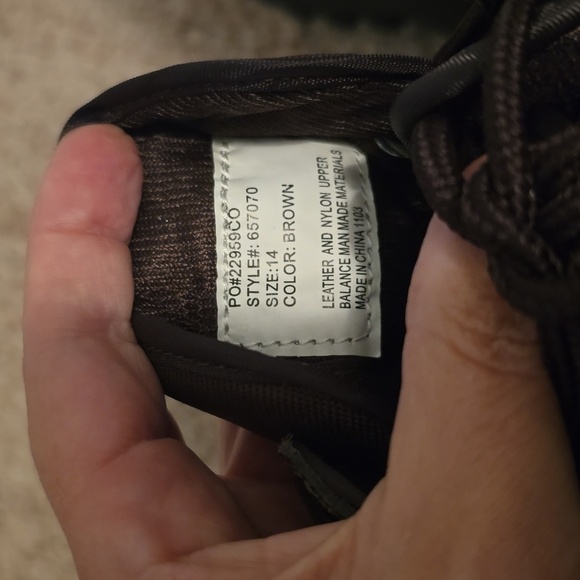 PO#22959CO
STYLE#: 657070
SIZE:14
COLOR: BROWN
LEATHER AND NYLON UPPER
BALANCE MAN MADE MATERIALS
MADE IN CHINA 1103